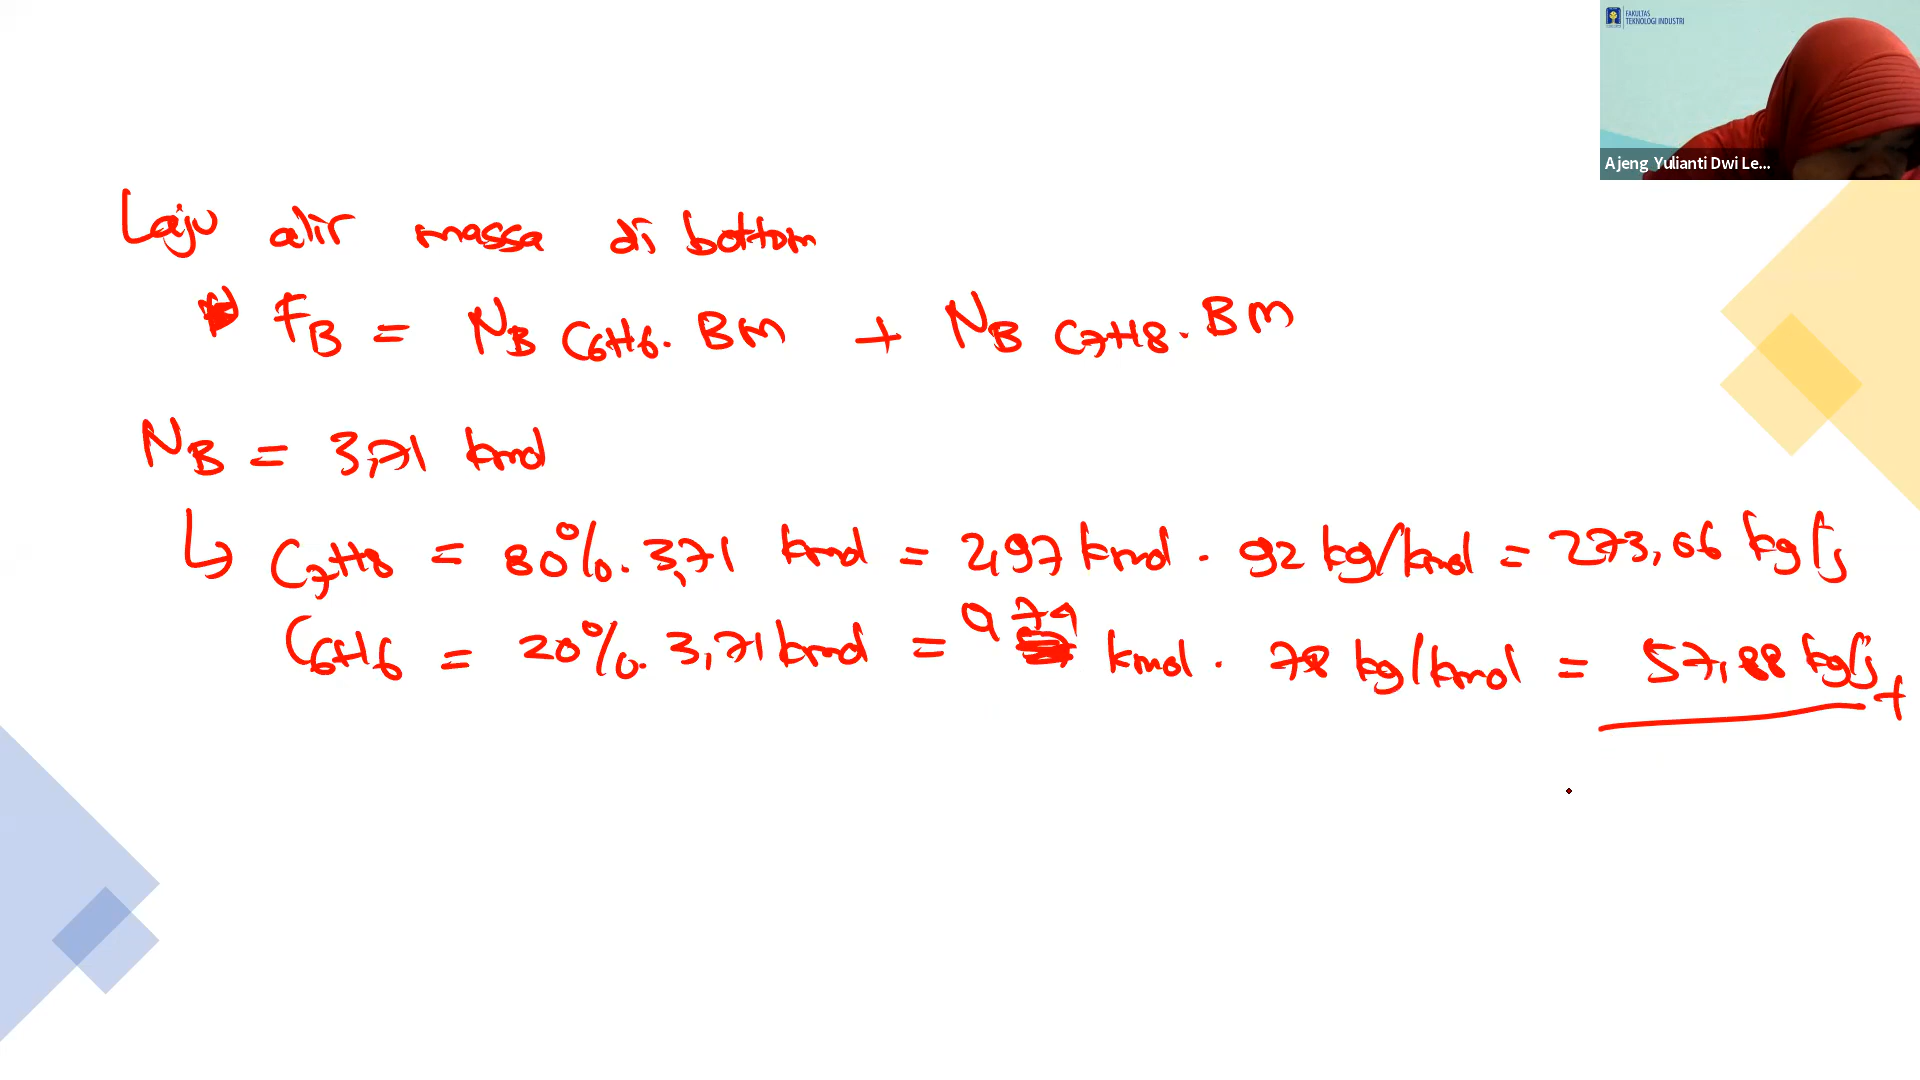 FAKULTAS
TEKNOLOGI INDUSTRI
Ajeng Yulianti Dwi Le...
Laju alir massa di bottom
FB = NB C6H6 . BM + NB C7H8 . BM
NB = 3,71 kmol
↳ C7H8 = 80%. 3,71 kmol = 2,97 kmol . 92 kg/kmol = 273,06 kg/j
C6H6 = 20%. 3,71 kmol = 0,74 kmol . 78 kg/kmol = 57,88 kg/j +